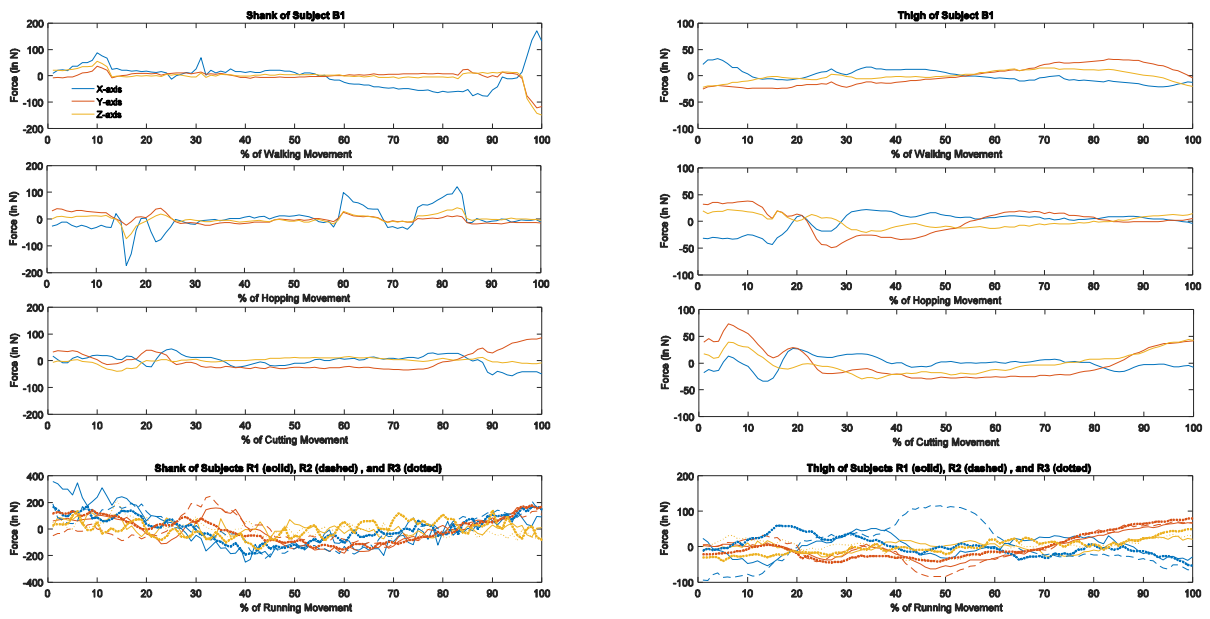 Shank of Subject B1
200
100
0
-100
-200
Force (in N)
X-axis
Y-axis
Z-axis
0 10 20 30 40 50 60 70 80 90 100
% of Walking Movement
200
100
0
-100
-200
Force (in N)
0 10 20 30 40 50 60 70 80 90 100
% of Hopping Movement
200
100
0
-100
-200
Force (in N)
0 10 20 30 40 50 60 70 80 90 100
% of Cutting Movement
Shank of Subjects R1 (solid), R2 (dashed) , and R3 (dotted)
400
200
0
-200
-400
Force (in N)
0 10 20 30 40 50 60 70 80 90 100
% of Running Movement
Thigh of Subject B1
100
50
0
-50
-100
Force (in N)
0 10 20 30 40 50 60 70 80 90 100
% of Walking Movement
100
50
0
-50
-100
Force (in N)
0 10 20 30 40 50 60 70 80 90 100
% of Hopping Movement
100
50
0
-50
-100
Force (in N)
0 10 20 30 40 50 60 70 80 90 100
% of Cutting Movement
Thigh of Subjects R1 (solid), R2 (dashed) , and R3 (dotted)
200
100
0
-100
Force (in N)
0 10 20 30 40 50 60 70 80 90 100
% of Running Movement